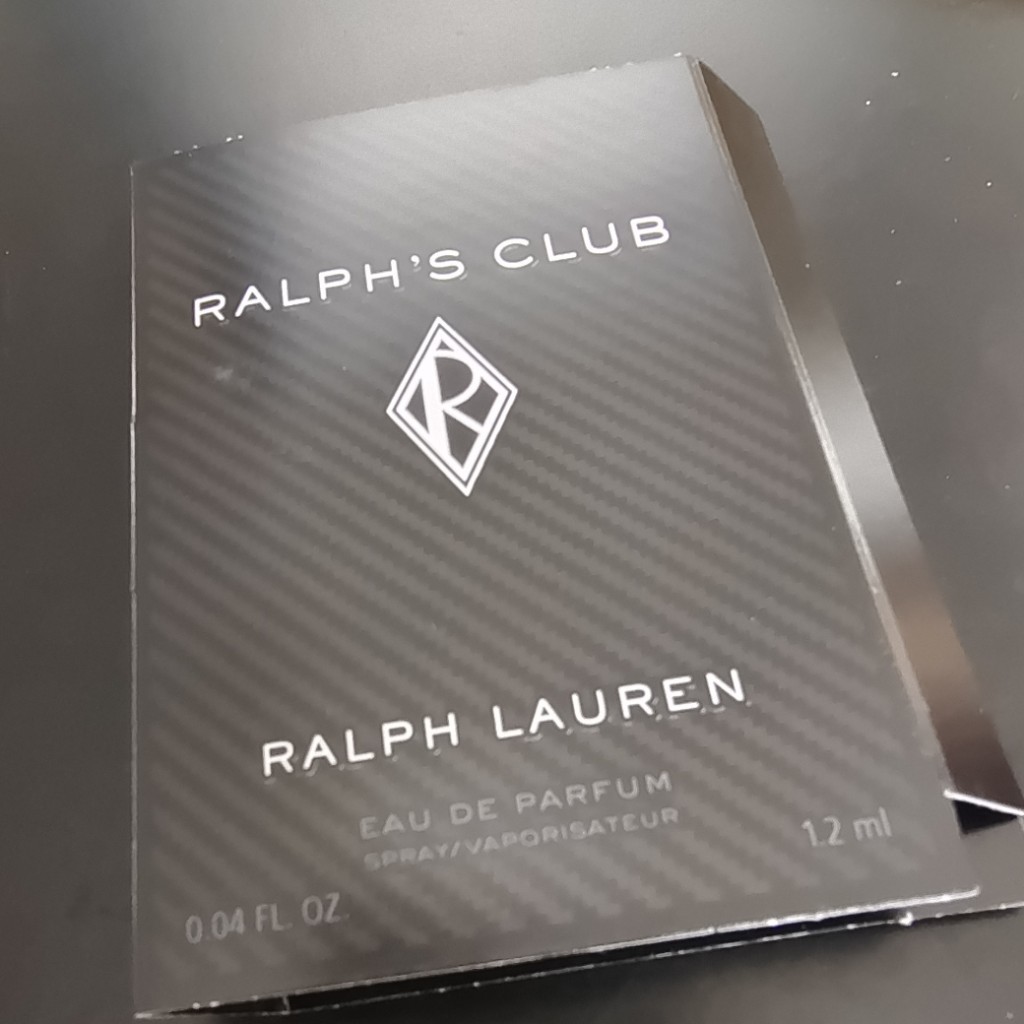 RALPH'S CLUB
R
RALPH LAUREN
EAU DE PARFUM
SPRAY/VAPORISATEUR
1.2 ml
0.04 FL. OZ.